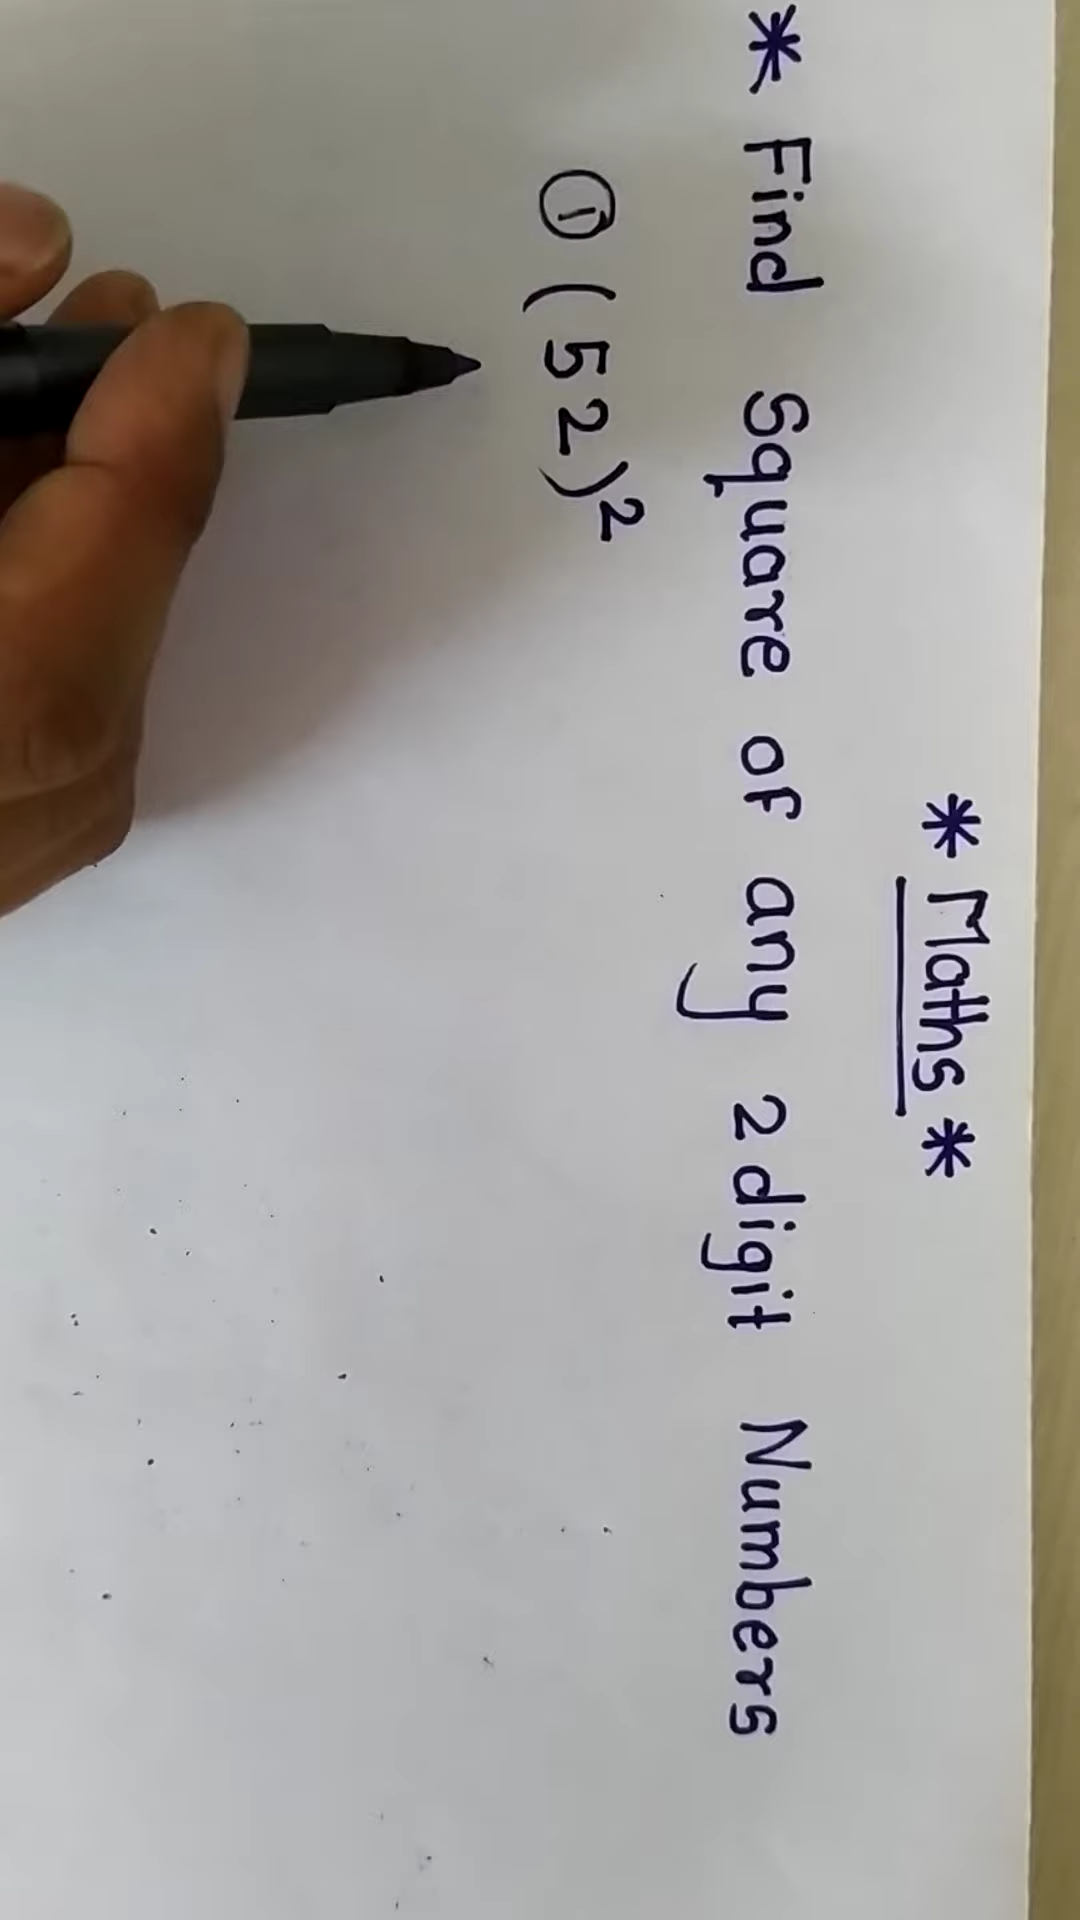 * Maths *
* Find Square of any 2 digit Numbers
① (52)²